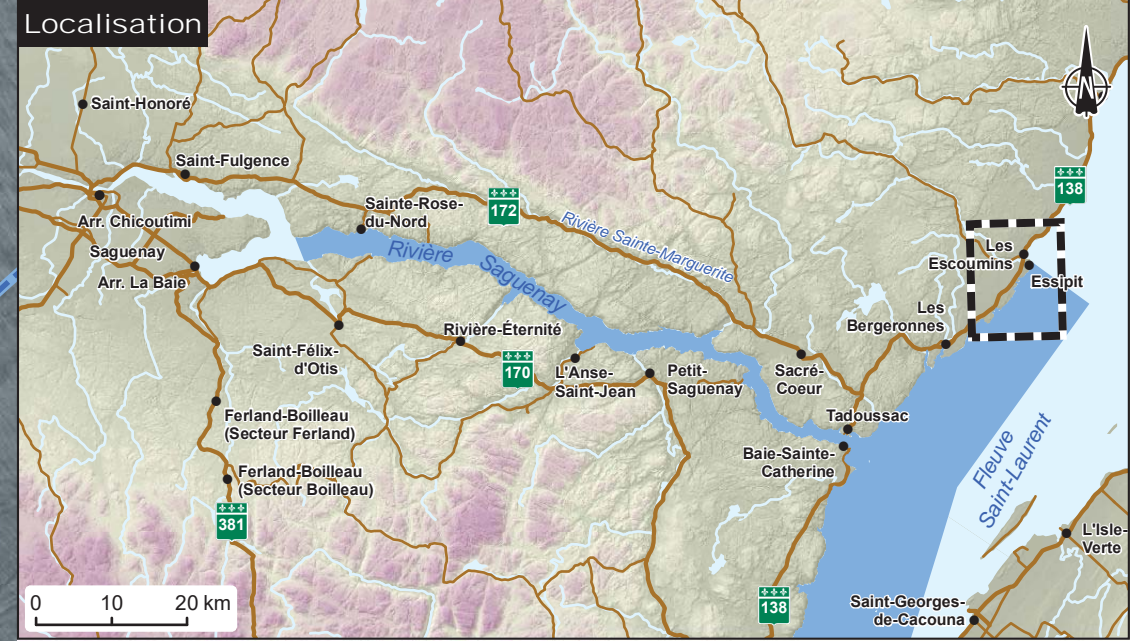 Localisation
Saint-Honoré
Saint-Fulgence
Arr. Chicoutimi
Saguenay
Arr. La Baie
Sainte-Rose-
du-Nord
172
Rivière Sainte-Marguerite
Rivière Saguenay
N
138
Les
Escoumins
Essipit
Les
Bergeronnes
Saint-Félix-
d'Otis
Rivière-Éternité
170
L'Anse-
Saint-Jean
Petit-
Saguenay
Sacré-
Coeur
Tadoussac
Baie-Sainte-
Catherine
Ferland-Boilleau
(Secteur Ferland)
Ferland-Boilleau
(Secteur Boilleau)
381
Fleuve
Saint-Laurent
L'Isle-
Verte
Saint-Georges-
de-Cacouna
138
0 10 20 km